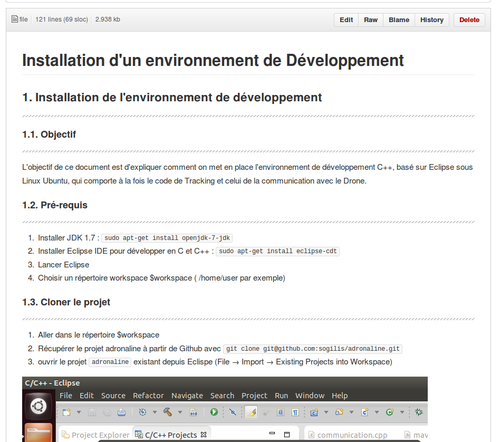 file 121 lines (69 sloc) 2.938 kb Edit Raw Blame History Delete
Installation d'un environnement de Développement
1. Installation de l'environnement de développement
1.1. Objectif
L'objectif de ce document est d'expliquer comment on met en place l'environnement de développement C++, basé sur Eclipse sous
Linux Ubuntu, qui comporte à la fois le code de Tracking et celui de la communication avec le Drone.
1.2. Pré-requis
1. Installer JDK 1.7 : sudo apt-get install openjdk-7-jdk
2. Installer Eclipse IDE pour développer en C et C++ : sudo apt-get install eclipse-cdt
3. Lancer Eclipse
4. Choisir un répertoire workspace $workspace ( /home/user par exemple)
1.3. Cloner le projet
1. Aller dans le répertoire $workspace
2. Récupérer le projet adronaline à partir de Github avec git clone git@github.com:sogilis/adronaline.git
3. ouvrir le projet adronaline existant depuis Eclispe (File → Import → Existing Projects into Workspace)
C/C++ - Eclipse
File Edit Source Refactor Navigate Search Project Run Window Help
Project Explorer C/C++ Projects communication.cpp mav